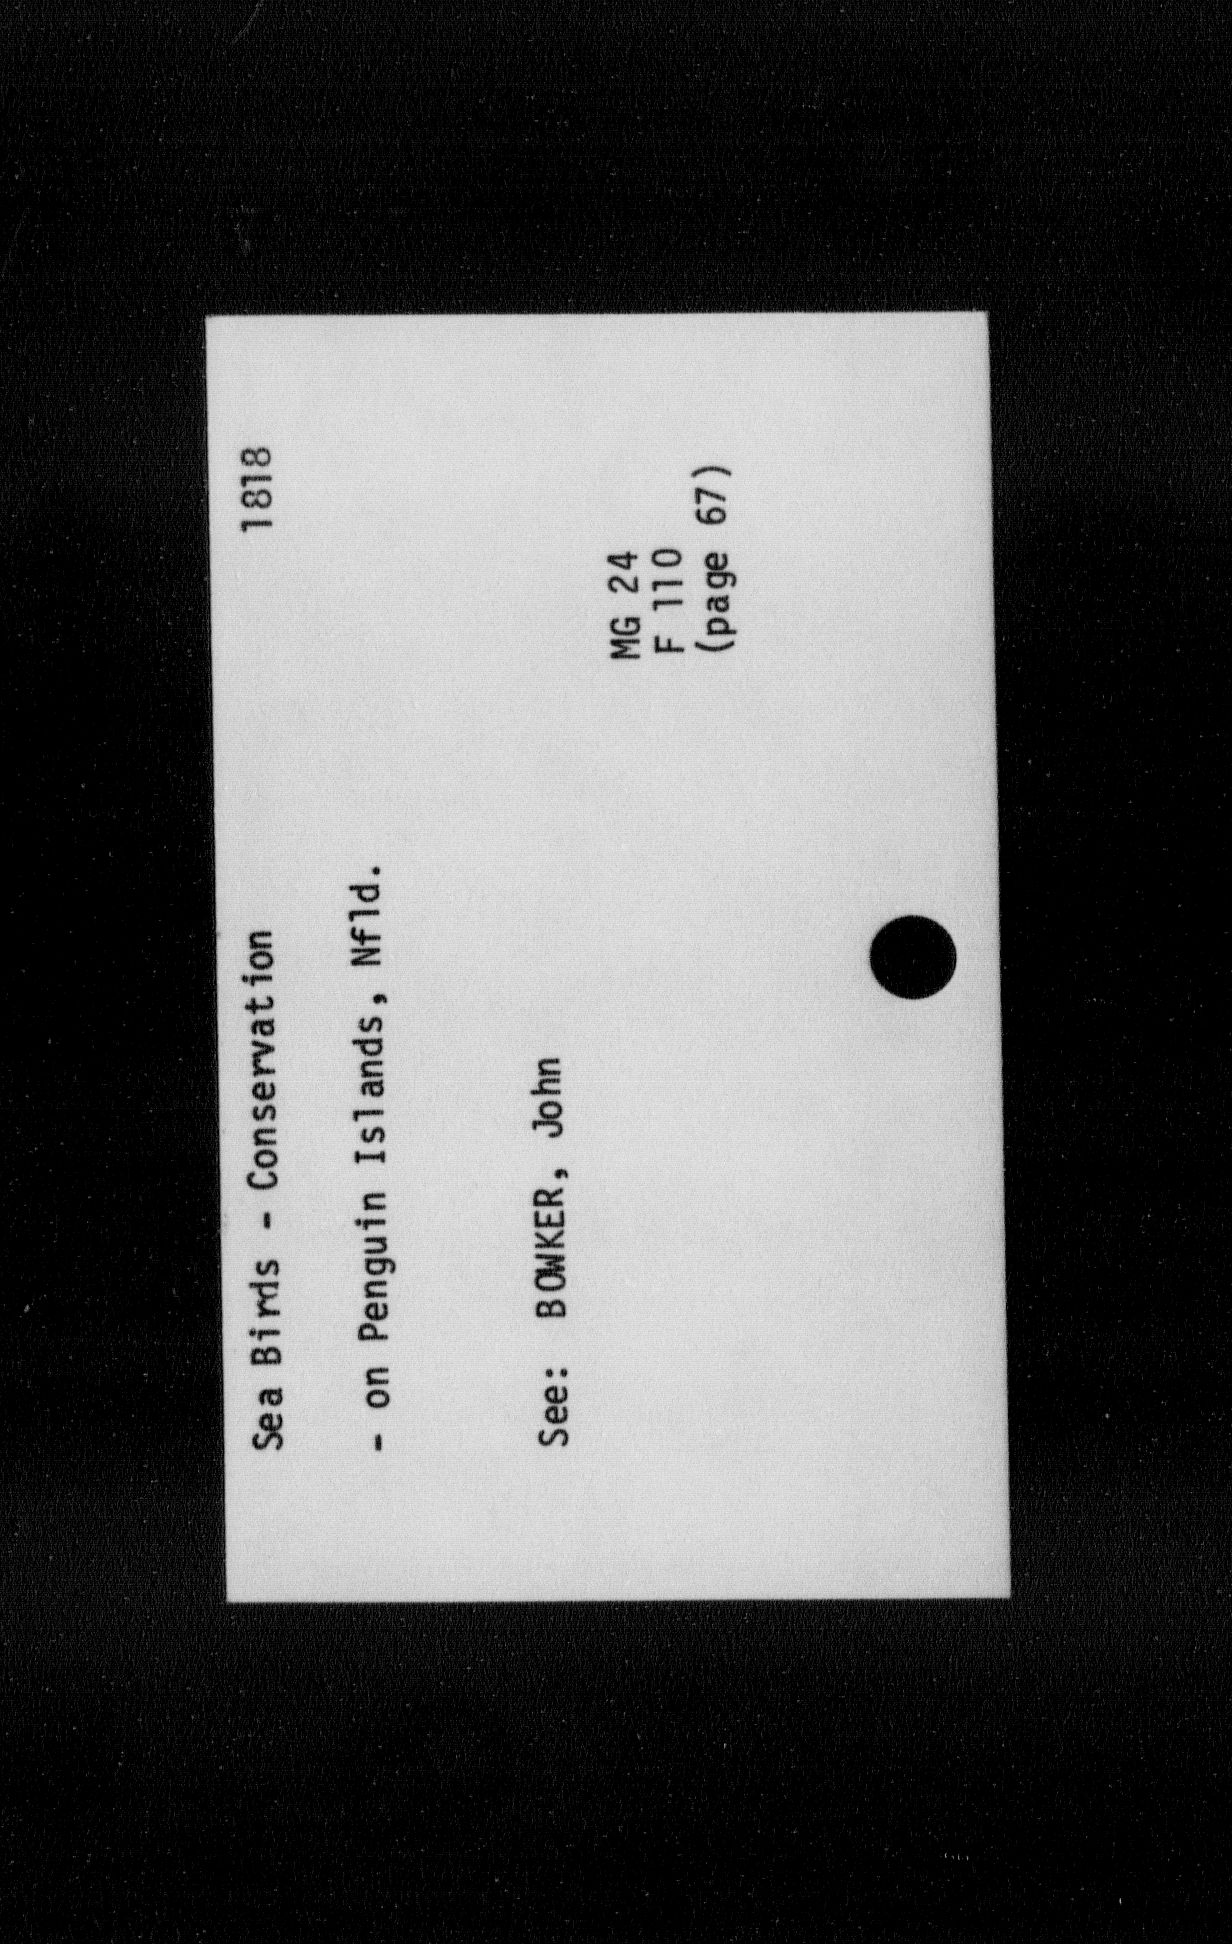 Sea Birds - Conservation 1818
- on Penguin Islands, Nfld.
See: BOWKER, John
MG 24
F 110
(page 67)